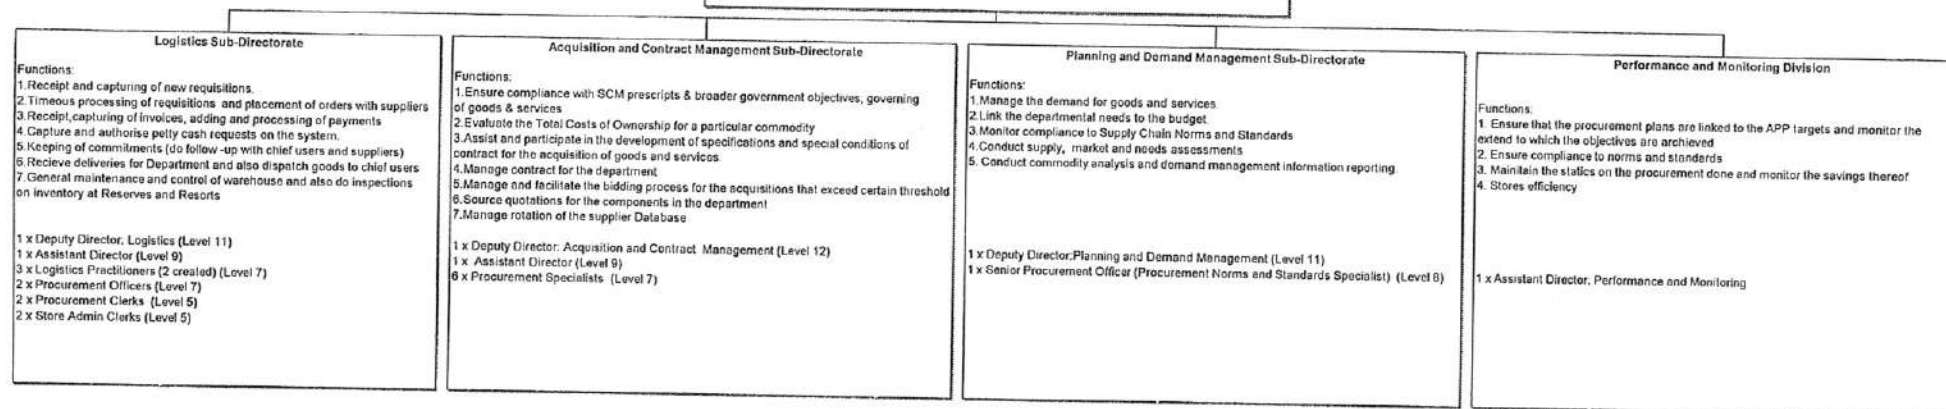 Logistics Sub-Directorate
Functions:
1.Receipt and capturing of new requisitions.
2.Timeous processing of requisitions and placement of orders with suppliers
3.Receipt,capturing of invoices, adding and processing of payments
4.Capture and authorise petty cash requests on the system.
5.Keeping of commitments (do follow -up with chief users and suppliers)
6.Recieve deliveries for Department and also dispatch goods to chief users
7.General maintenance and control of warehouse and also do inspections
on inventory at Reserves and Resorts
1 x Deputy Director, Logistics (Level 11)
1 x Assistant Director (Level 9)
3 x Logistics Practitioners (2 created) (Level 7)
2 x Procurement Officers (Level 7)
2 x Procurement Clerks (Level 5)
2 x Store Admin Clerks (Level 5)
Acquisition and Contract Management Sub-Directorate
Functions:
1.Ensure compliance with SCM prescripts & broader government objectives, governing
of goods & services
2.Evaluate the Total Costs of Ownership for a particular commodity
3.Assist and participate in the development of specifications and special conditions of
contract for the acquisition of goods and services.
4.Manage contract for the department
5.Manage and facilitate the bidding process for the acquisitions that exceed certain threshold
6.Source quotations for the components in the department
7.Manage rotation of the supplier Database
1 x Deputy Director: Acquisition and Contract Management (Level 12)
1 x Assistant Director (Level 9)
6 x Procurement Specialists (Level 7)
Planning and Demand Management Sub-Directorate
Functions:
1.Manage the demand for goods and services.
2.Link the departmental needs to the budget.
3.Monitor compliance to Supply Chain Norms and Standards
4.Conduct supply, market and needs assessments
5. Conduct commodity analysis and demand management information reporting.
1 x Deputy Director:Planning and Demand Management (Level 11)
1 x Senior Procurement Officer (Procurement Norms and Standards Specialist) (Level 8)
Performance and Monitoring Division
Functions:
1. Ensure that the procurement plans are linked to the APP targets and monitor the
extend to which the objectives are archieved
2. Ensure compliance to norms and standards
3. Mainitain the statics on the procurement done and monitor the savings thereof
4. Stores efficiency
1 x Assistant Director, Performance and Monitoring